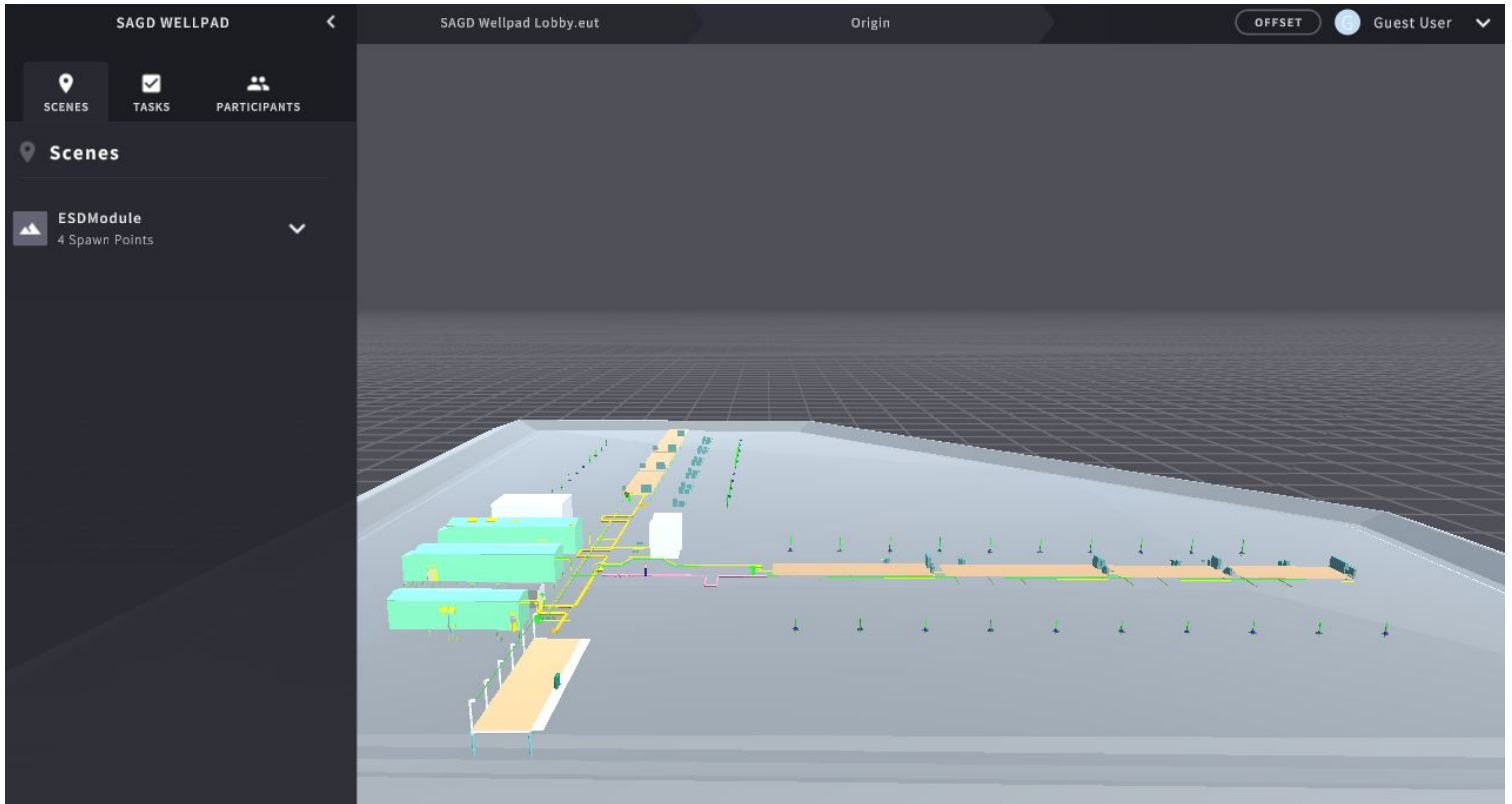 SAGD WELLPAD
SAGD Wellpad Lobby.eut
Origin
OFFSET
G
Guest User
SCENES
TASKS
PARTICIPANTS
Scenes
ESDModule
4 Spawn Points